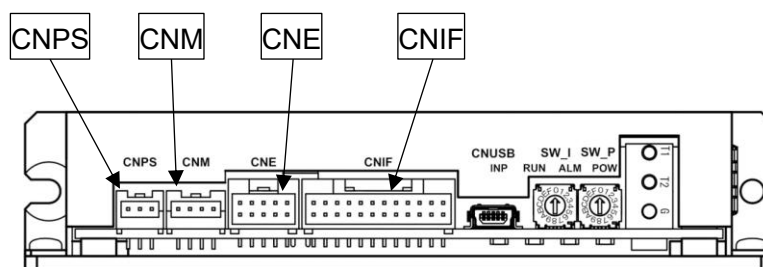 CNPS CNM CNE CNIF
CNPS CNM CNE CNIF CNUSB SW_I SW_P
INP RUN ALM POW
T1
T2
G